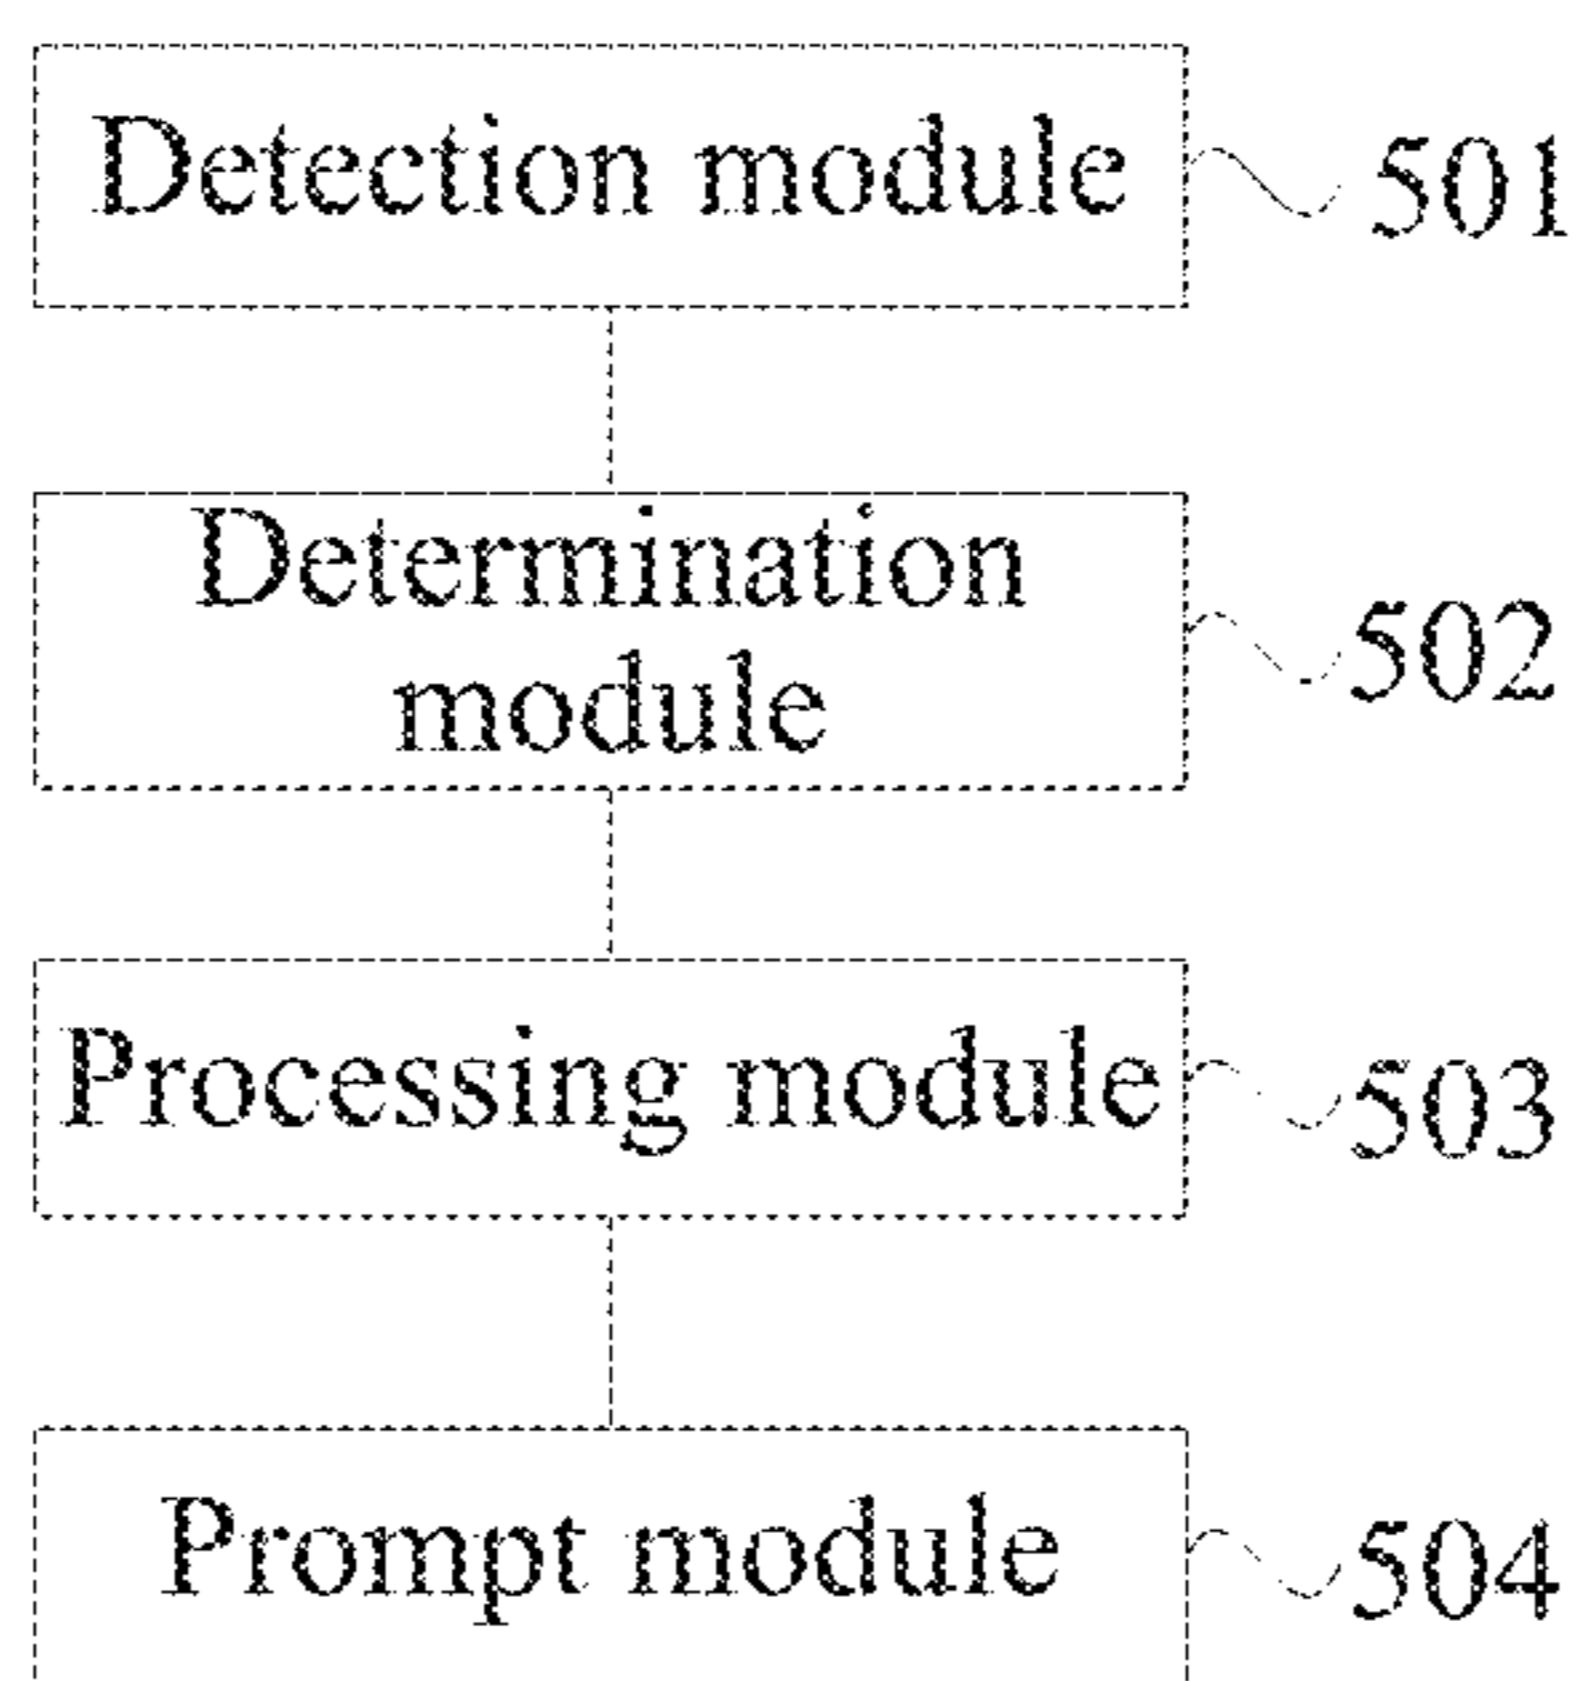 Detection module 501
Determination
module
502
Processing module 503
Prompt module 504